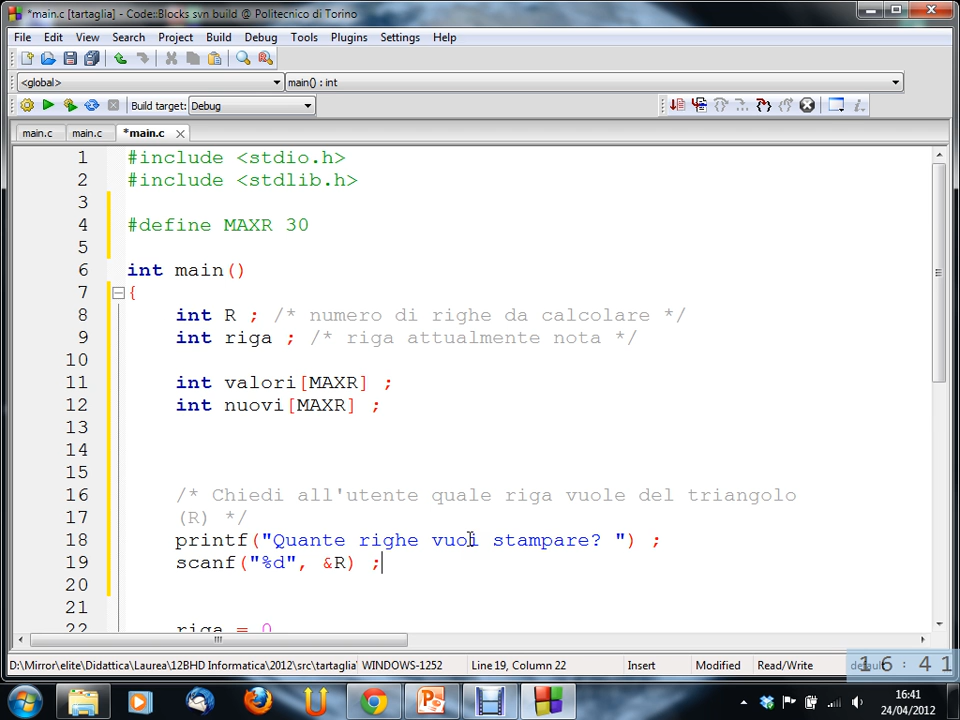 *main.c [tartaglia] - Code::Blocks svn build @ Politecnico di Torino
File Edit View Search Project Build Debug Tools Plugins Settings Help
<global> main() : int
Build target: Debug
main.c main.c *main.c
1 #include <stdio.h>
2 #include <stdlib.h>
3
4 #define MAXR 30
5
6 int main()
7 {
8 int R ; /* numero di righe da calcolare */
9 int riga ; /* riga attualmente nota */
10
11 int valori[MAXR] ;
12 int nuovi[MAXR] ;
13
14
15
16 /* Chiedi all'utente quale riga vuole del triangolo
17 (R) */
18 printf("Quante righe vuoi stampare? ") ;
19 scanf("%d", &R) ;
20
21
22 riga = 0
D:\Mirror\elite\Didattica\Laurea\12BHD Informatica\2012\src\tartaglia\ WINDOWS-1252 Line 19, Column 22 Insert Modified Read/Write default
16:41
16:41
24/04/2012